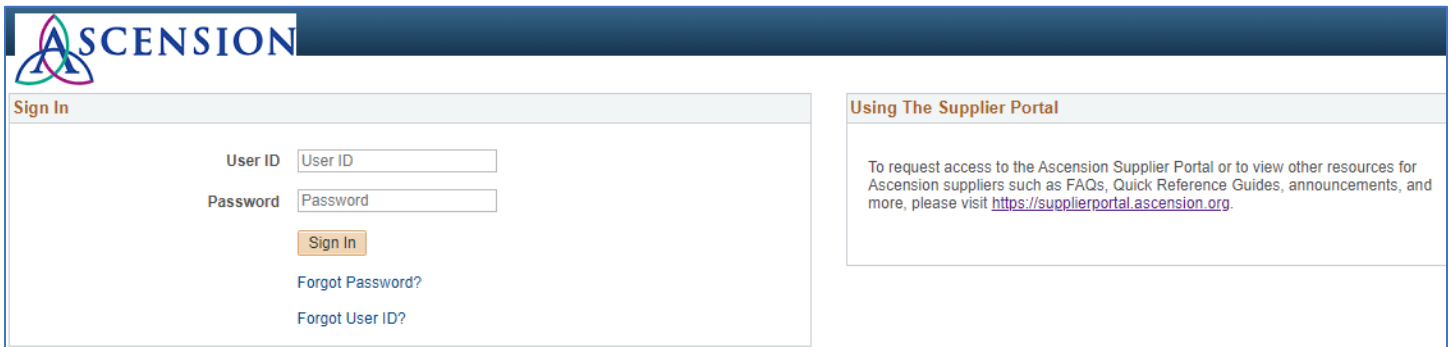 ASCENSION
Sign In
User ID User ID
Password Password
Sign In
Forgot Password?
Forgot User ID?
Using The Supplier Portal
To request access to the Ascension Supplier Portal or to view other resources for
Ascension suppliers such as FAQs, Quick Reference Guides, announcements, and
more, please visit https://supplierportal.ascension.org.